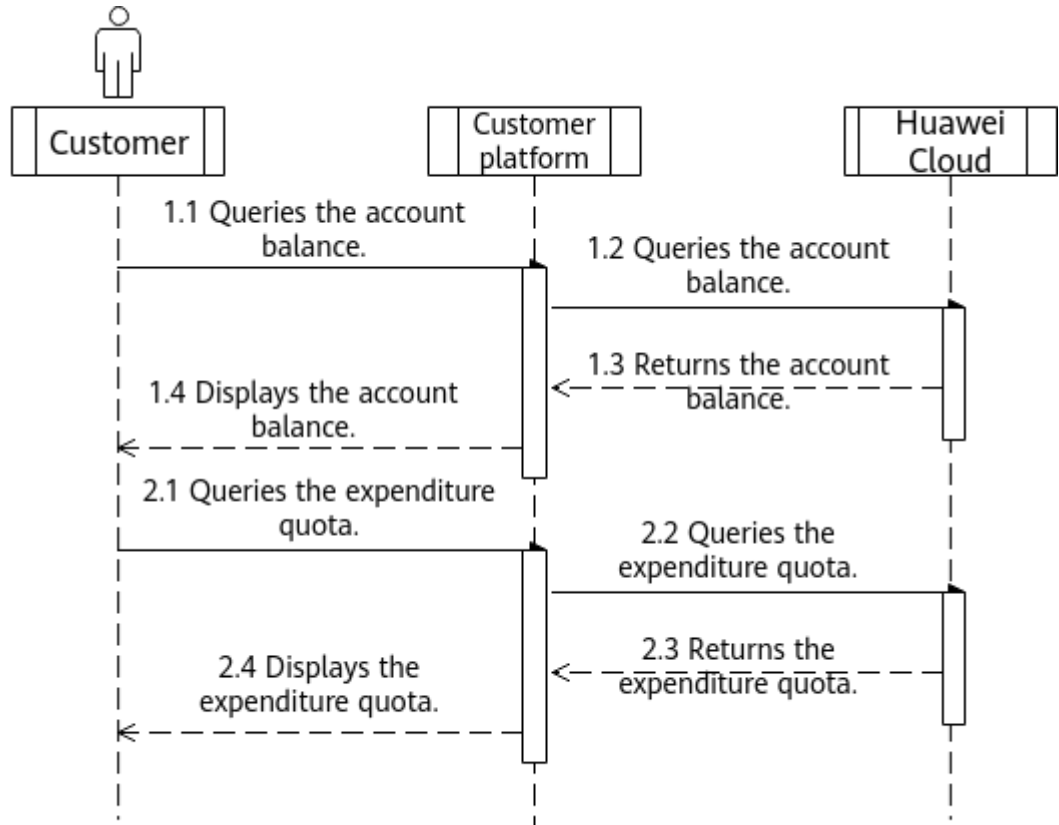 Customer
Customer
platform
Huawei
Cloud
1.1 Queries the account
balance.
1.2 Queries the account
balance.
1.3 Returns the account
balance.
1.4 Displays the account
balance.
2.1 Queries the expenditure
quota.
2.2 Queries the
expenditure quota.
2.3 Returns the
expenditure quota.
2.4 Displays the
expenditure quota.